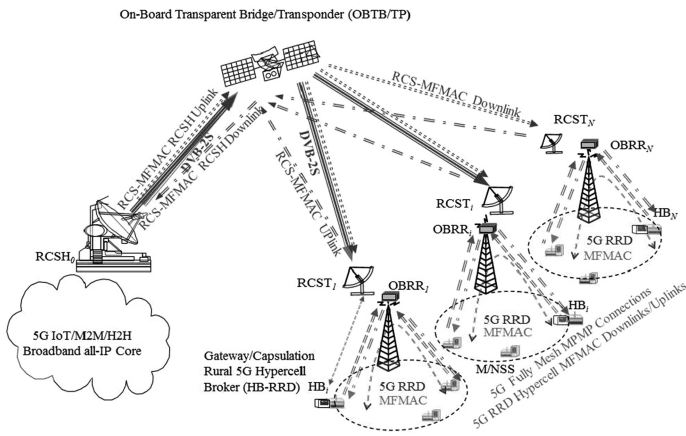 On-Board Transparent Bridge/Transponder (OBTB/TP)
RCS-MFMAC Downlink
RCS-MFMAC RCSH Uplink
DVB-2S
RCS-MFMAC RCSH Downlink
DVB-2S
RCS-MFMAC UPlink
RCST_N
OBRR_N
HB_N
5G RRD
MFMAC
RCST_i
OBRR_i
HB_i
5G RRD
MFMAC
RCSH_0
RCST_1
OBRR_1
5G IoT/M2M/H2H
Broadband all-IP Core
Gateway/Capsulation
Rural 5G Hypercell
Broker (HB-RRD)
HB_1
5G RRD
MFMAC
M/NSS
5G Fully Mesh MPMP Connections
5G RRD Hypercell MFMAC Downlinks/Uplinks